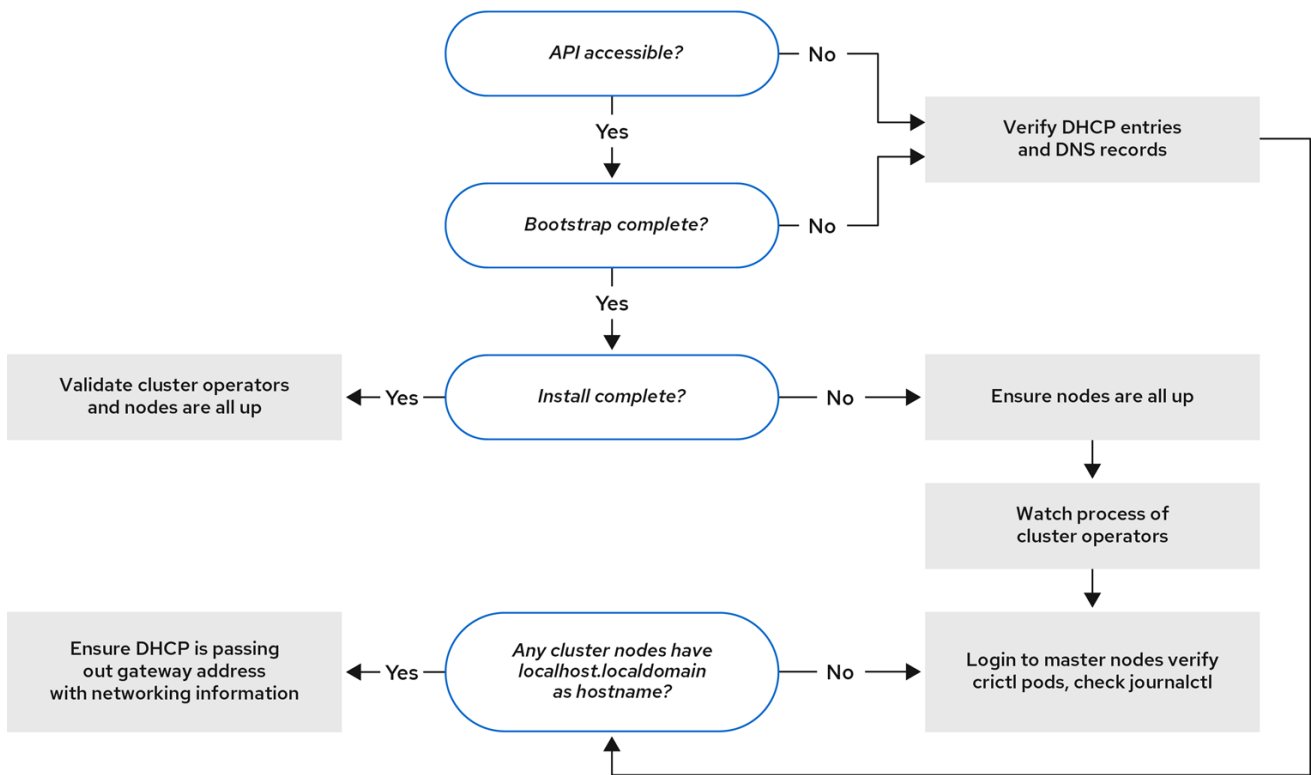 API accessible?
No
Verify DHCP entries
and DNS records
Yes
Bootstrap complete?
No
Yes
Validate cluster operators
and nodes are all up
Yes
Install complete?
No
Ensure nodes are all up
Watch process of
cluster operators
Ensure DHCP is passing
out gateway address
with networking information
Yes
Any cluster nodes have
localhost.localdomain
as hostname?
No
Login to master nodes verify
crictl pods, check journalctl